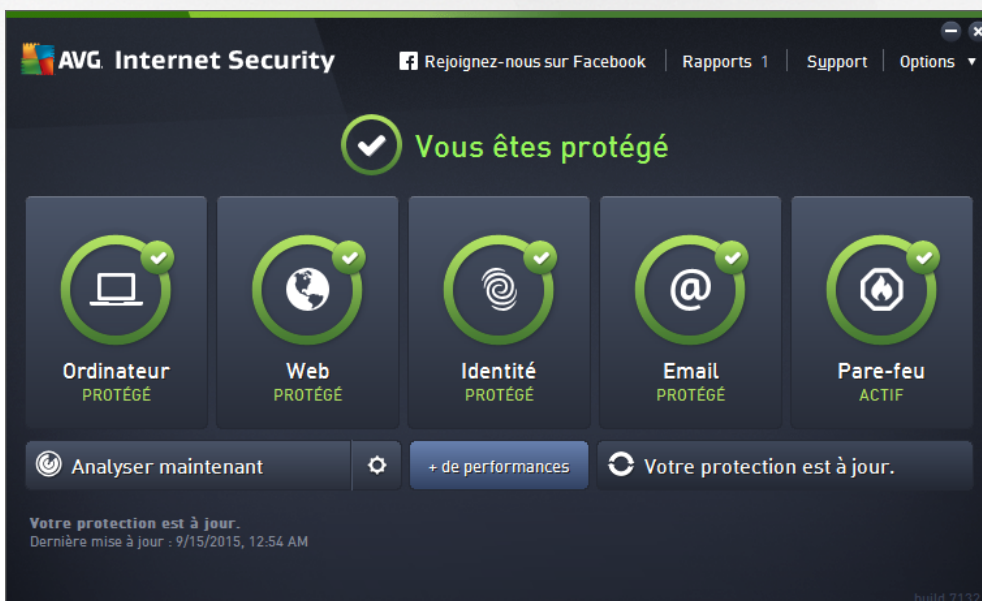 AVG. Internet Security
Rejoignez-nous sur Facebook
Rapports 1
Support
Options
Vous êtes protégé
Ordinateur
PROTÉGÉ
Web
PROTÉGÉ
Identité
PROTÉGÉ
Email
PROTÉGÉ
Pare-feu
ACTIF
Analyser maintenant
+ de performances
Votre protection est à jour.
Votre protection est à jour.
Dernière mise à jour : 9/15/2015, 12:54 AM
build 7132